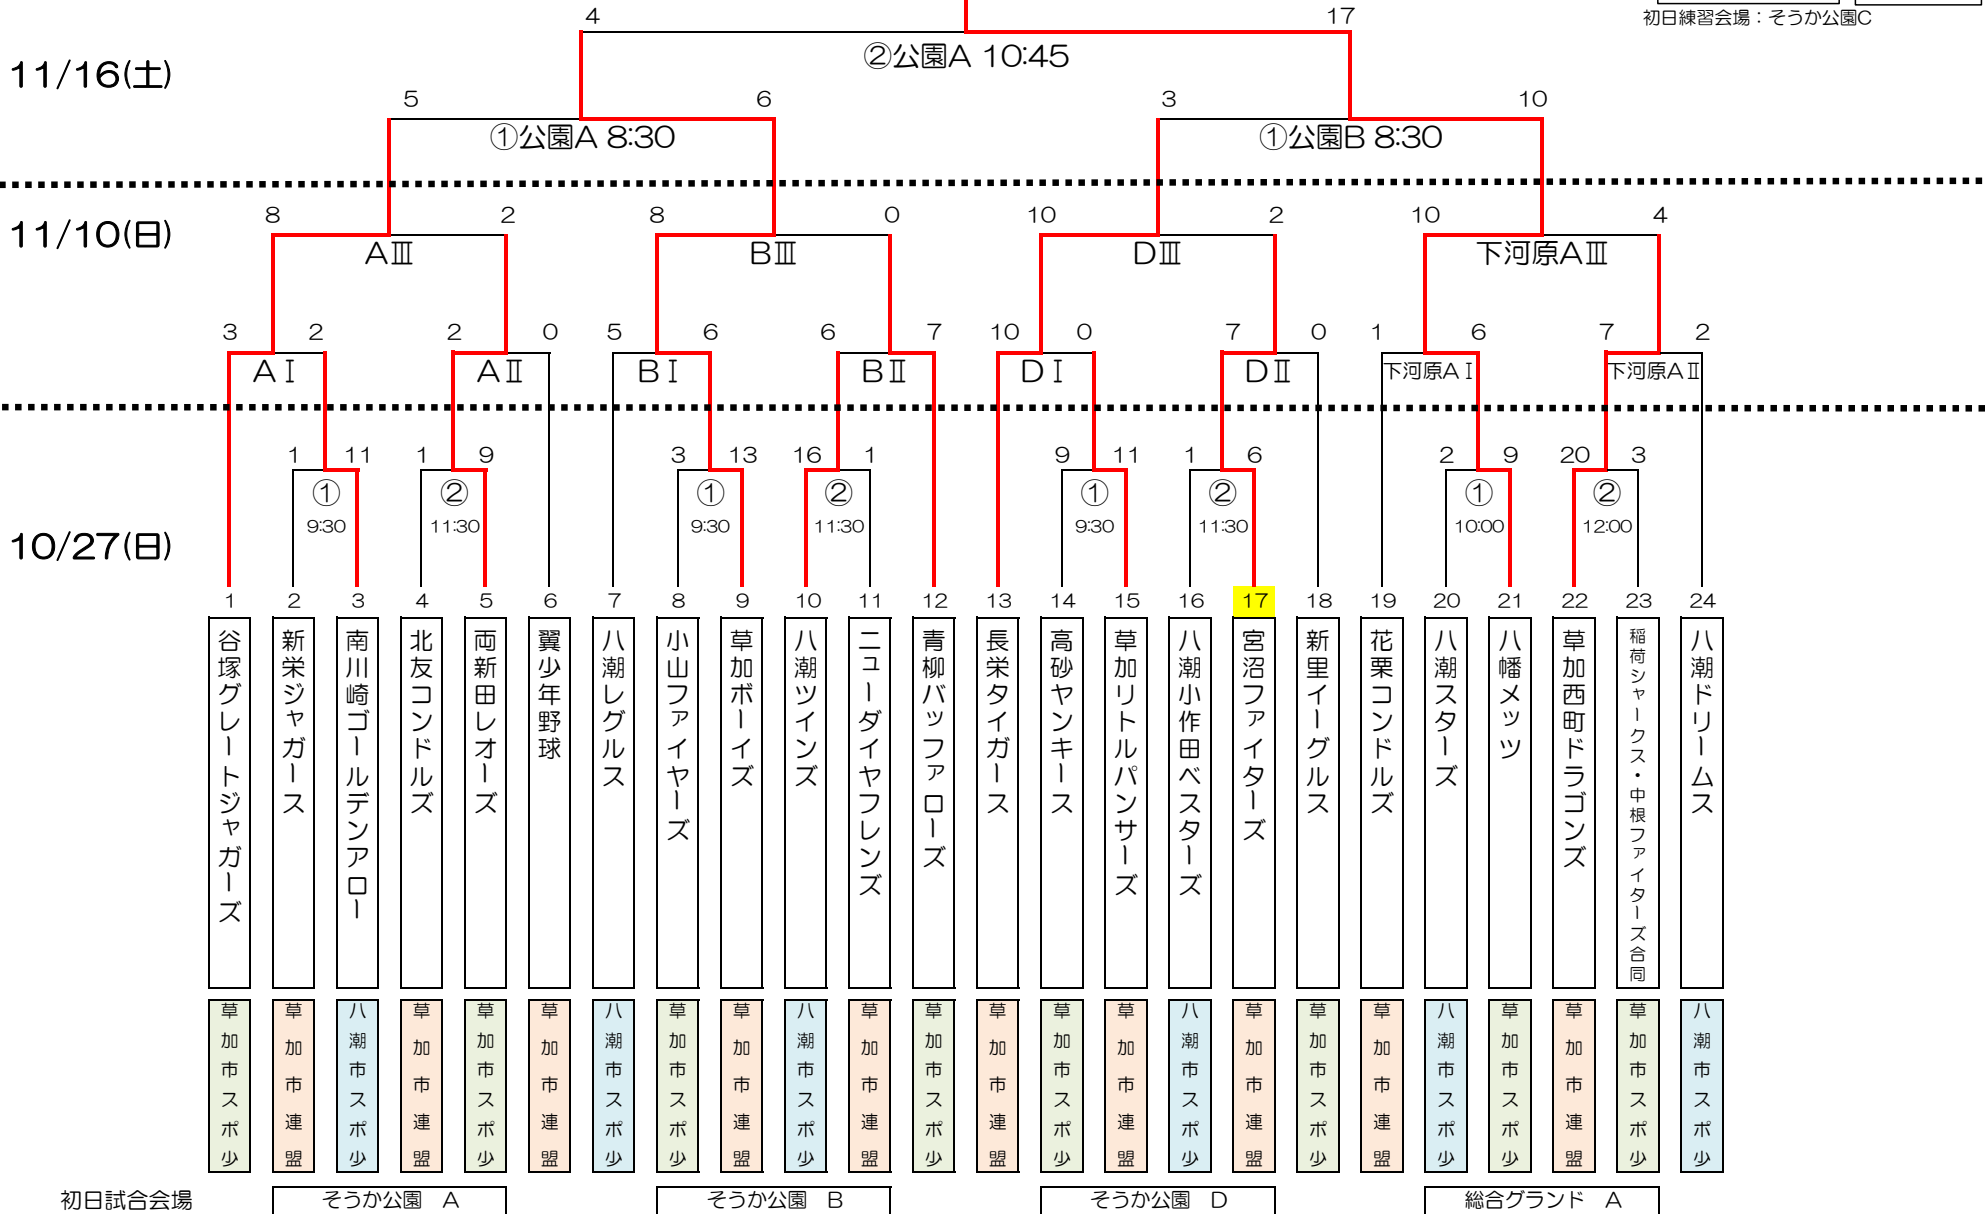 初日練習会場：そうか公園C
4 17
②公園A 10:45
11/16(土)
5 6 3 10
①公園A 8:30 ①公園B 8:30
8 2 8 0 10 2 10 4
11/10(日)
AⅢ BⅢ DⅢ 下河原AⅢ
3 2 2 0 5 6 6 7 10 0 7 0 1 6 7 2
AⅠ AⅡ BⅠ BⅡ DⅠ DⅡ 下河原AⅠ 下河原AⅡ
1 11 1 9 3 13 16 1 9 11 1 6 2 9 20 3
① ② ① ② ① ② ① ②
9:30 11:30 9:30 11:30 9:30 11:30 10:00 12:00
10/27(日)
1 2 3 4 5 6 7 8 9 10 11 12 13 14 15 16 17 18 19 20 21 22 23 24
谷塚グレートジャガーズ
新栄ジャガース
南川崎ゴールデンアロー
北友コンドルズ
両新田レオーズ
翼少年野球
八潮レグルス
小山ファイヤーズ
草加ボーイズ
八潮ツインズ
ニューダイヤフレンズ
青柳バッファローズ
長栄タイガース
高砂ヤンキース
草加リトルパンサーズ
八潮小作田ベスターズ
宮沼ファイターズ
新里イーグルス
花栗コンドルズ
八潮スターズ
八幡メッツ
草加西町ドラゴンズ
稲荷シャークス・中根ファイターズ合同
八潮ドリームス
草加市スポ少
草加市連盟
八潮市スポ少
草加市連盟
草加市スポ少
草加市連盟
八潮市スポ少
草加市スポ少
草加市連盟
八潮市スポ少
草加市連盟
草加市スポ少
草加市連盟
草加市スポ少
草加市連盟
八潮市スポ少
草加市連盟
草加市スポ少
草加市連盟
八潮市スポ少
草加市スポ少
草加市連盟
草加市スポ少
八潮市スポ少
初日試合会場 そうか公園 A そうか公園 B そうか公園 D 総合グランド A